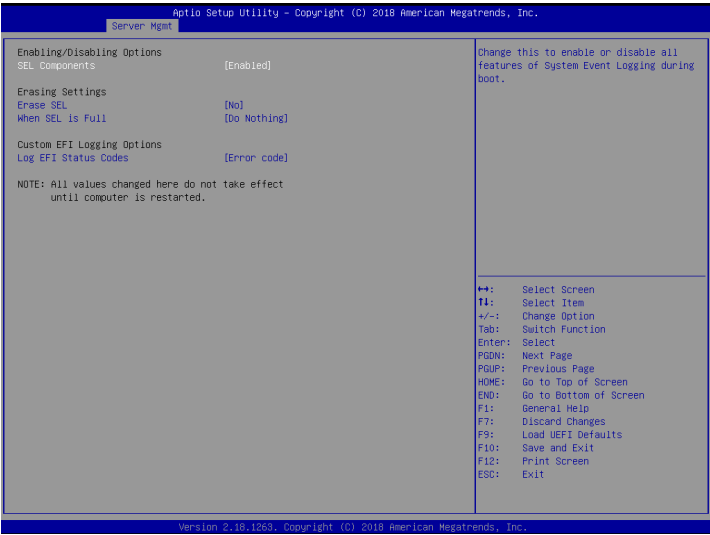 Aptio Setup Utility – Copyright (C) 2018 American Megatrends, Inc.
Server Mgmt
Enabling/Disabling Options
SEL Components [Enabled]
Erasing Settings
Erase SEL [No]
When SEL is Full [Do Nothing]
Custom EFI Logging Options
Log EFI Status Codes [Error code]
NOTE: All values changed here do not take effect
until computer is restarted.
Change this to enable or disable all
features of System Event Logging during
boot.
↔: Select Screen
↑↓: Select Item
+/-: Change Option
Tab: Switch Function
Enter: Select
PGDN: Next Page
PGUP: Previous Page
HOME: Go to Top of Screen
END: Go to Bottom of Screen
F1: General Help
F7: Discard Changes
F9: Load UEFI Defaults
F10: Save and Exit
F12: Print Screen
ESC: Exit
Version 2.18.1263. Copyright (C) 2018 American Megatrends, Inc.